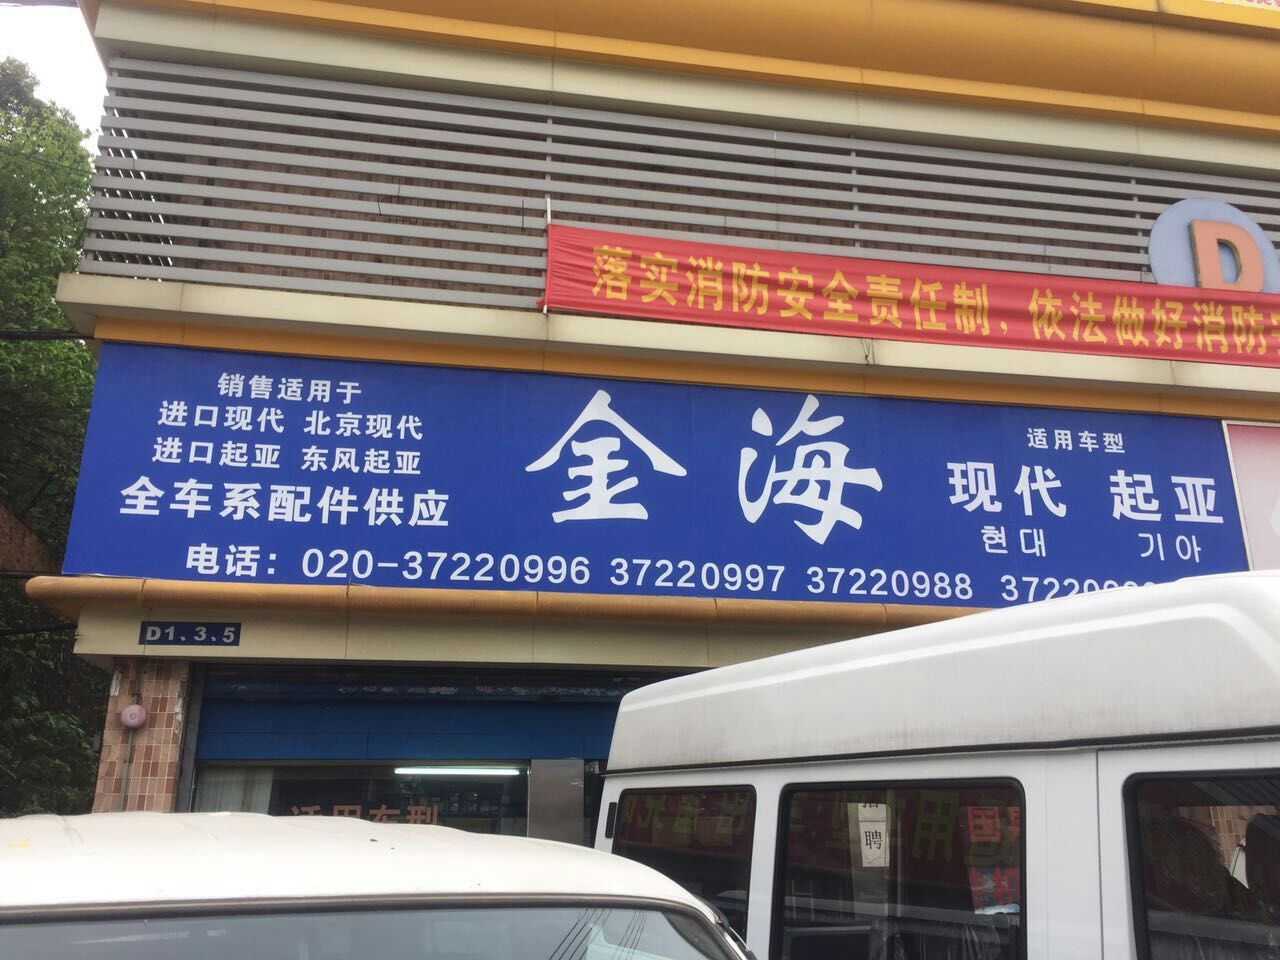 落实消防安全责任制，依法做好消防
D
销售适用于
进口现代 北京现代
进口起亚 东风起亚
全车系配件供应
金海
适用车型
现代 起亚
현대 기아
电话：020-37220996 37220997 37220988
D1、3、5
适用车型
聘